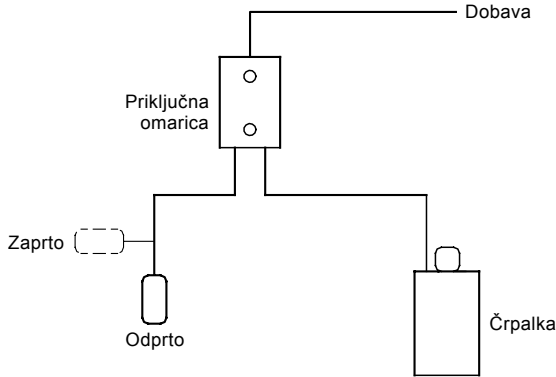 Dobava
Priključna
omarica
Zaprto
Odprto
Črpalka